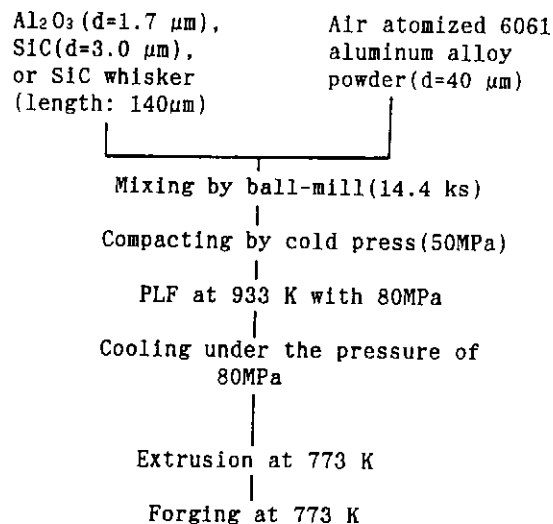 Al₂O₃(d=1.7 μm),
SiC(d=3.0 μm),
or SiC whisker
(length: 140μm)
Air atomized 6061
aluminum alloy
powder(d=40 μm)
Mixing by ball-mill(14.4 ks)
Compacting by cold press(50MPa)
PLF at 933 K with 80MPa
Cooling under the pressure of
80MPa
Extrusion at 773 K
Forging at 773 K